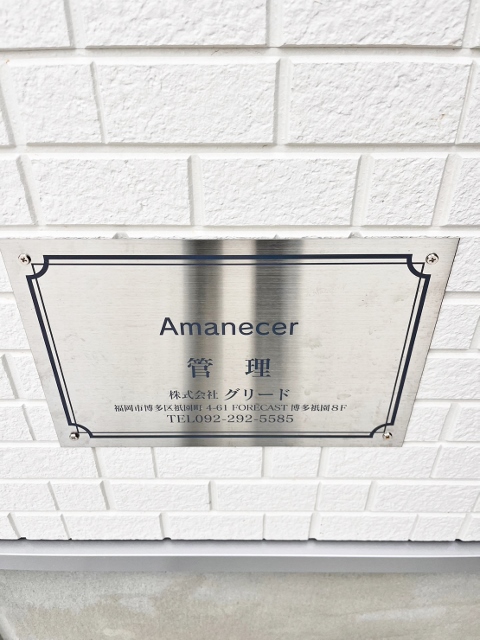 Amanecer
管 理
株式会社 グリード
福岡市博多区祇園町 4-61 FORECAST 博多祇園8F
TEL092-292-5585